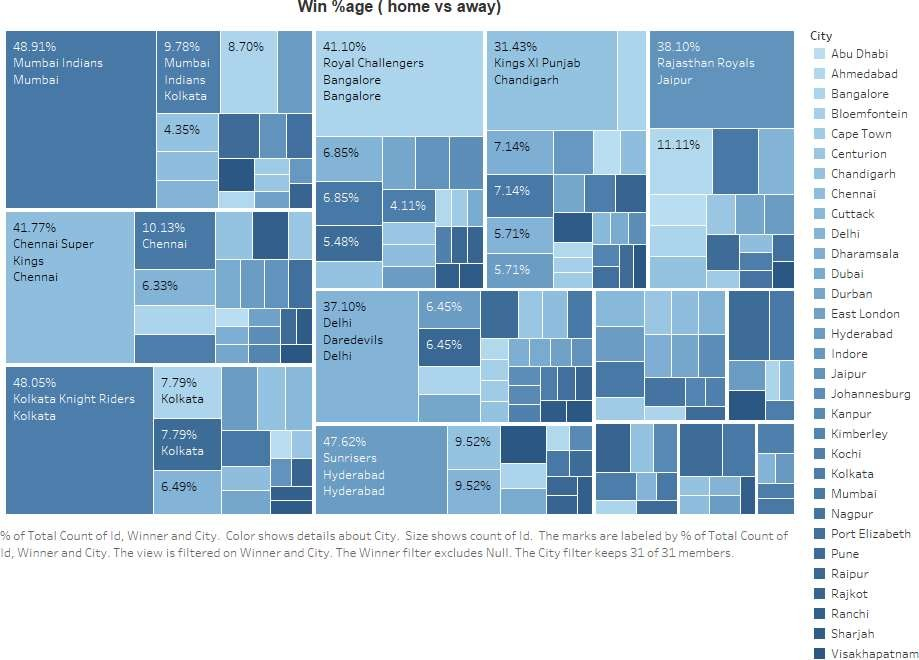 Win %age ( home vs away)
48.91%
Mumbai Indians
Mumbai
9.78%
Mumbai
Indians
Kolkata
8.70%
4.35%
41.10%
Royal Challengers
Bangalore
Bangalore
6.85%
6.85%
4.11%
5.48%
31.43%
Kings XI Punjab
Chandigarh
7.14%
7.14%
5.71%
5.71%
38.10%
Rajasthan Royals
Jaipur
11.11%
41.77%
Chennai Super
Kings
Chennai
10.13%
Chennai
6.33%
37.10%
Delhi
Daredevils
Delhi
6.45%
6.45%
48.05%
Kolkata Knight Riders
Kolkata
7.79%
Kolkata
7.79%
Kolkata
6.49%
47.62%
Sunrisers
Hyderabad
Hyderabad
9.52%
9.52%
City
Abu Dhabi
Ahmedabad
Bangalore
Bloemfontein
Cape Town
Centurion
Chandigarh
Chennai
Cuttack
Delhi
Dharamsala
Dubai
Durban
East London
Hyderabad
Indore
Jaipur
Johannesburg
Kanpur
Kimberley
Kochi
Kolkata
Mumbai
Nagpur
Port Elizabeth
Pune
Raipur
Rajkot
Ranchi
Sharjah
Visakhapatnam
% of Total Count of Id, Winner and City. Color shows details about City. Size shows count of Id. The marks are labeled by % of Total Count of
Id, Winner and City. The view is filtered on Winner and City. The Winner filter excludes Null. The City filter keeps 31 of 31 members.